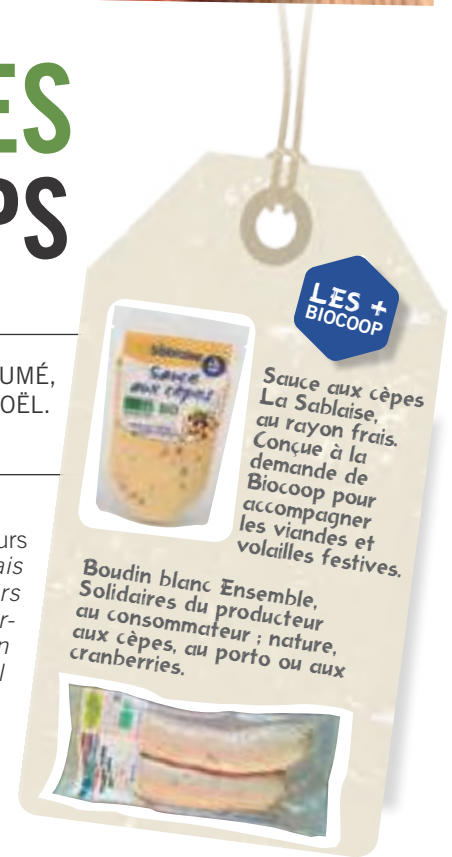 ES
PS
UMÉ,
OËL.
urs
ais
rs
r-
n
l
LES +
BIOCOOP
Sauce
aux cèpes
BIO
Sauce aux cèpes
La Sablaise,
au rayon frais.
Conçue à la
demande de
Biocoop pour
accompagner
les viandes et
volailles festives.
Boudin blanc Ensemble,
Solidaires du producteur
au consommateur ; nature,
aux cèpes, au porto ou aux
cranberries.